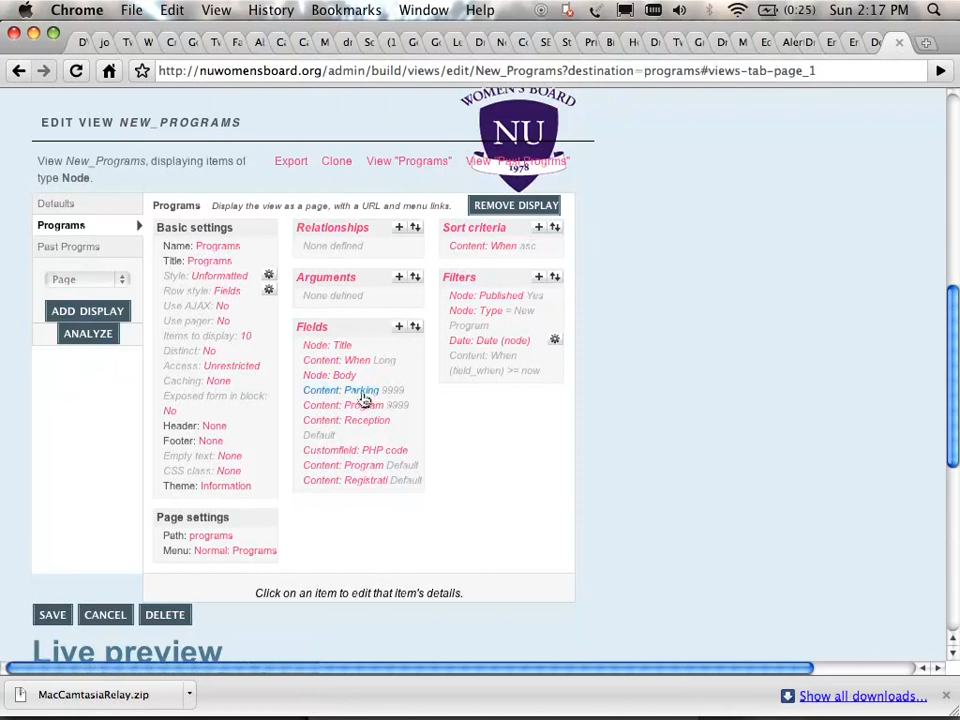 Chrome File Edit View History Bookmarks Window Help (0:25) Sun 2:17 PM
http://nuwomensboard.org/admin/build/views/edit/New_Programs?destination=programs#views-tab-page_1
WOMEN'S BOARD
NU
1978
EDIT VIEW NEW_PROGRAMS
View New_Programs, displaying items of type Node.
Export Clone View "Programs" View "Past Progrms"
Defaults
Programs
Past Progrms
Page
ADD DISPLAY
ANALYZE
Programs Display the view as a page, with a URL and menu links.
REMOVE DISPLAY
Basic settings
Name: Programs
Title: Programs
Style: Unformatted
Row style: Fields
Use AJAX: No
Use pager: No
Items to display: 10
Distinct: No
Access: Unrestricted
Caching: None
Exposed form in block:
No
Header: None
Footer: None
Empty text: None
CSS class: None
Theme: Information
Page settings
Path: programs
Menu: Normal: Programs
Relationships
None defined
Arguments
None defined
Fields
Node: Title
Content: When Long
Node: Body
Content: Parking 9999
Content: Program 9999
Content: Reception
Default
Customfield: PHP code
Content: Program Default
Content: Registrati Default
Sort criteria
Content: When asc
Filters
Node: Published Yes
Node: Type = New
Program
Date: Date (node)
Content: When
(field_when) >= now
Click on an item to edit that item's details.
SAVE CANCEL DELETE
Live preview
MacCamtasiaRelay.zip
Show all downloads...